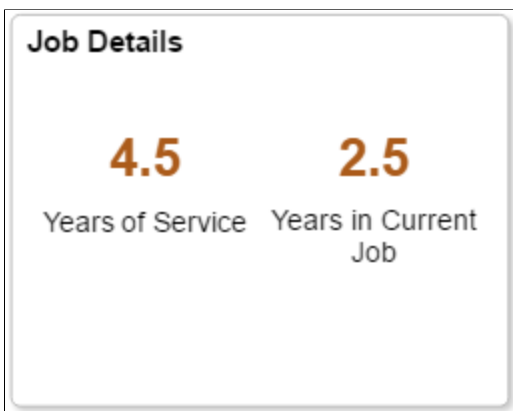 Job Details
4.5
2.5
Years of Service
Years in Current
Job